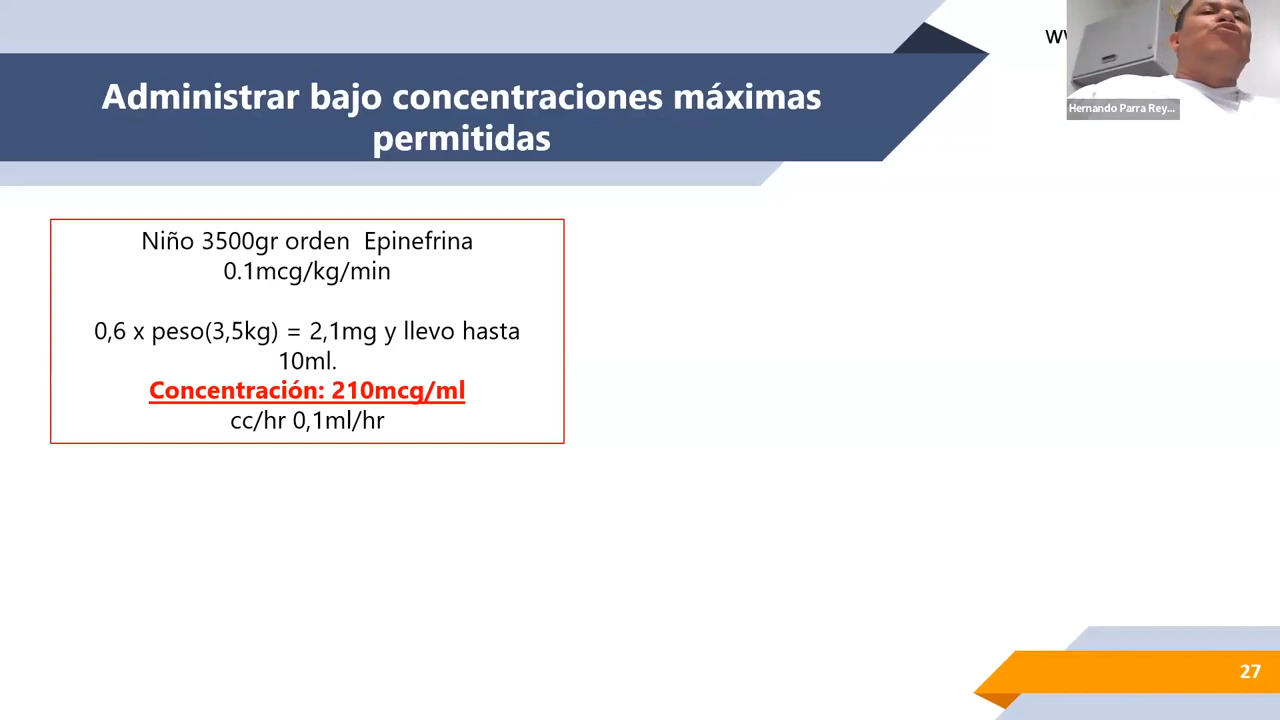 Administrar bajo concentraciones máximas
permitidas
Hernando Parra Rey...
Niño 3500gr orden Epinefrina
0.1mcg/kg/min
0,6 x peso(3,5kg) = 2,1mg y llevo hasta
10ml.
Concentración: 210mcg/ml
cc/hr 0,1ml/hr
27